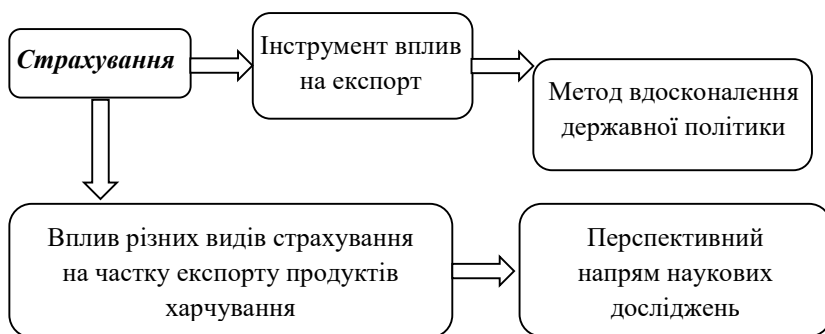 Страхування
Інструмент вплив
на експорт
Метод вдосконалення
державної політики
Вплив різних видів страхування
на частку експорту продуктів
харчування
Перспективний
напрям наукових
досліджень